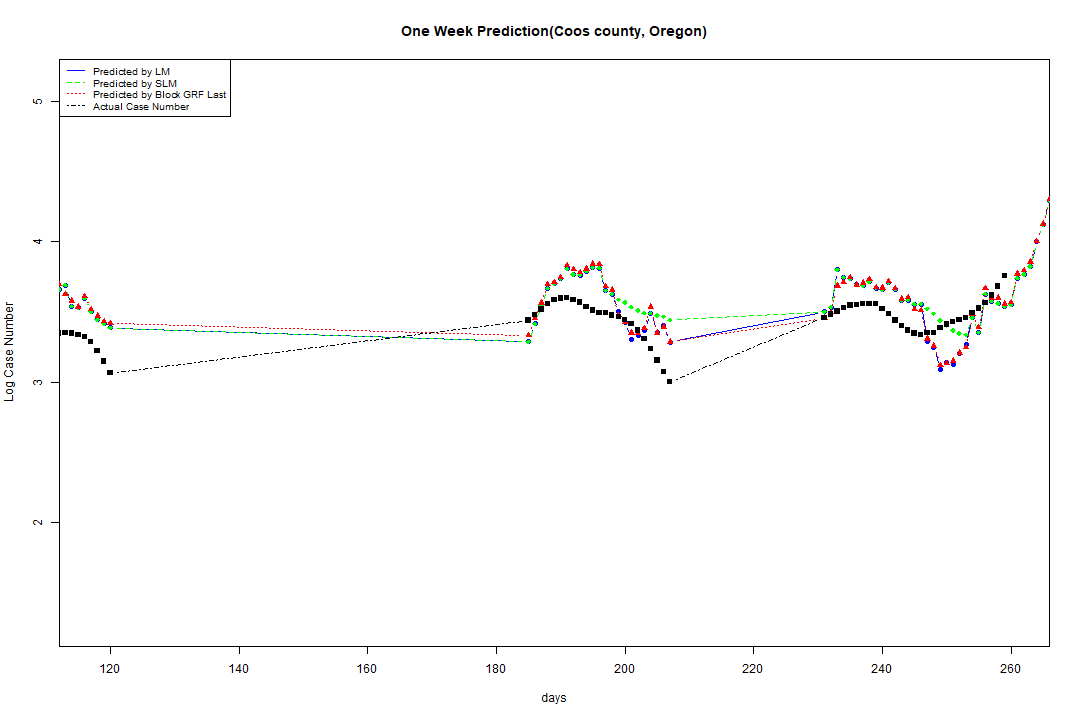 One Week Prediction(Coos county, Oregon)
Predicted by LM
Predicted by SLM
Predicted by Block GRF Last
Actual Case Number
5
4
3
2
Log Case Number
120 140 160 180 200 220 240 260
days